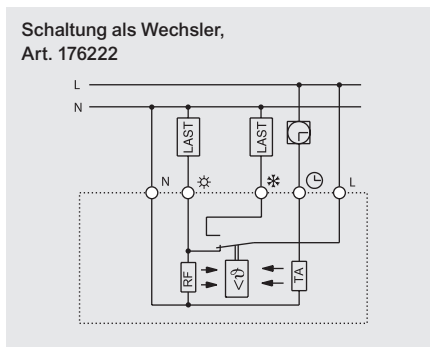 Schaltung als Wechsler,
Art. 176222
L
N
LAST
LAST
N
L
RF
<ϑ
TA